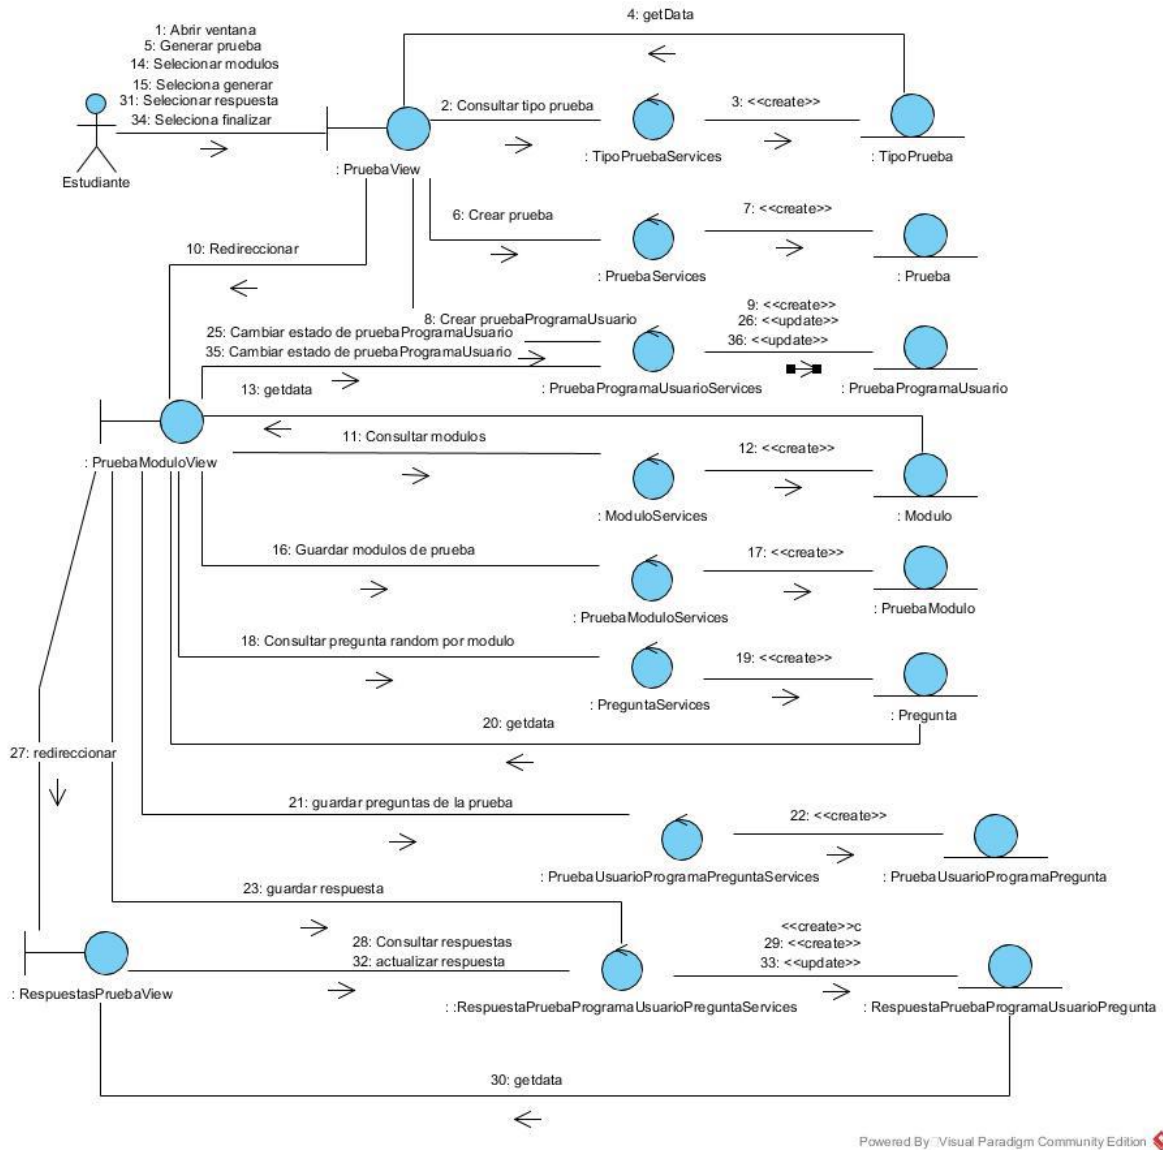 4: getData
1: Abrir ventana
5: Generar prueba
14: Selecionar modulos
15: Seleciona generar
31: Selecionar respuesta
34: Seleciona finalizar
2: Consultar tipo prueba
3: <<create>>
: PruebaView
: TipoPruebaServices
: TipoPrueba
Estudiante
6: Crear prueba
7: <<create>>
10: Redireccionar
: PruebaServices
: Prueba
9: <<create>>
8: Crear pruebaProgramaUsuario
26: <<update>>
25: Cambiar estado de pruebaProgramaUsuario
36: <<update>>
35: Cambiar estado de pruebaProgramaUsuario
13: getdata
: PruebaProgramaUsuarioServices
: PruebaProgramaUsuario
11: Consultar modulos
12: <<create>>
: PruebaModuloView
: ModuloServices
: Modulo
16: Guardar modulos de prueba
17: <<create>>
: PruebaModuloServices
: PruebaModulo
18: Consultar pregunta random por modulo
19: <<create>>
: PreguntaServices
: Pregunta
20: getdata
27: redireccionar
21: guardar preguntas de la prueba
22: <<create>>
: PruebaUsuarioProgramaPreguntaServices
: PruebaUsuarioProgramaPregunta
23: guardar respuesta
<<create>>c
28: Consultar respuestas
29: <<create>>
32: actualizar respuesta
33: <<update>>
: RespuestasPruebaView
: :RespuestaPruebaProgramaUsuarioPreguntaServices
: RespuestaPruebaProgramaUsuarioPregunta
30: getdata
Powered By Visual Paradigm Community Edition